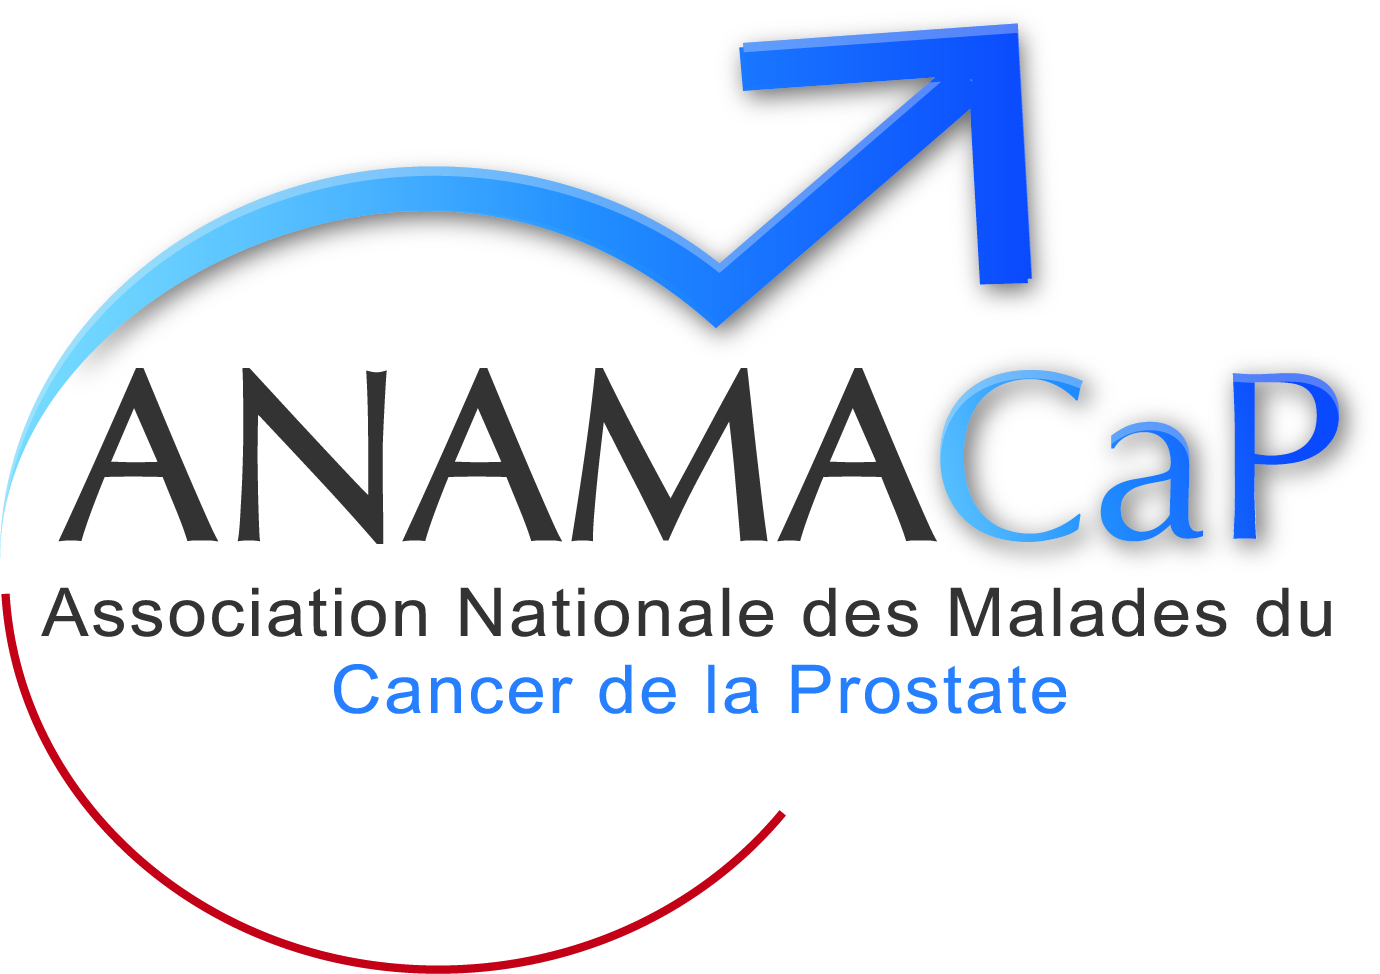 ANAMACaP
Association Nationale des Malades du
Cancer de la Prostate